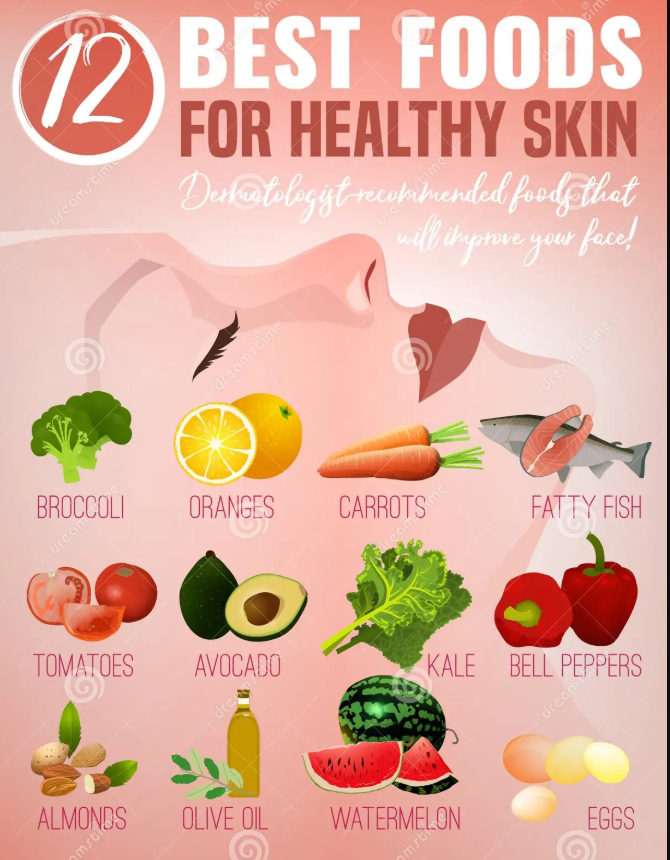 12
BEST FOODS
FOR HEALTHY SKIN
Dermatologist-recommended foods that
will improve your face!
BROCCOLI
ORANGES
CARROTS
FATTY FISH
TOMATOES
AVOCADO
KALE
BELL PEPPERS
ALMONDS
OLIVE OIL
WATERMELON
EGGS
dreamstime